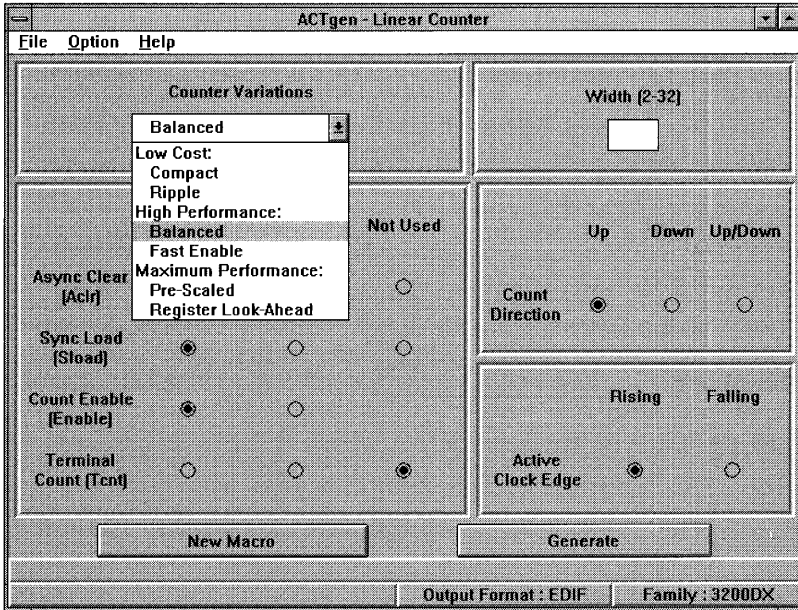 ACTgen - Linear Counter
File Option Help
Counter Variations
Balanced
Low Cost:
Compact
Ripple
High Performance:
Balanced
Fast Enable
Maximum Performance:
Pre-Scaled
Register Look-Ahead
Width (2-32)
Not Used
Async Clear
(Aclr)
Sync Load
(Sload)
Count Enable
(Enable)
Terminal
Count (Tcnt)
Up Down Up/Down
Count
Direction
Rising Falling
Active
Clock Edge
New Macro
Generate
Output Format : EDIF
Family : 3200DX